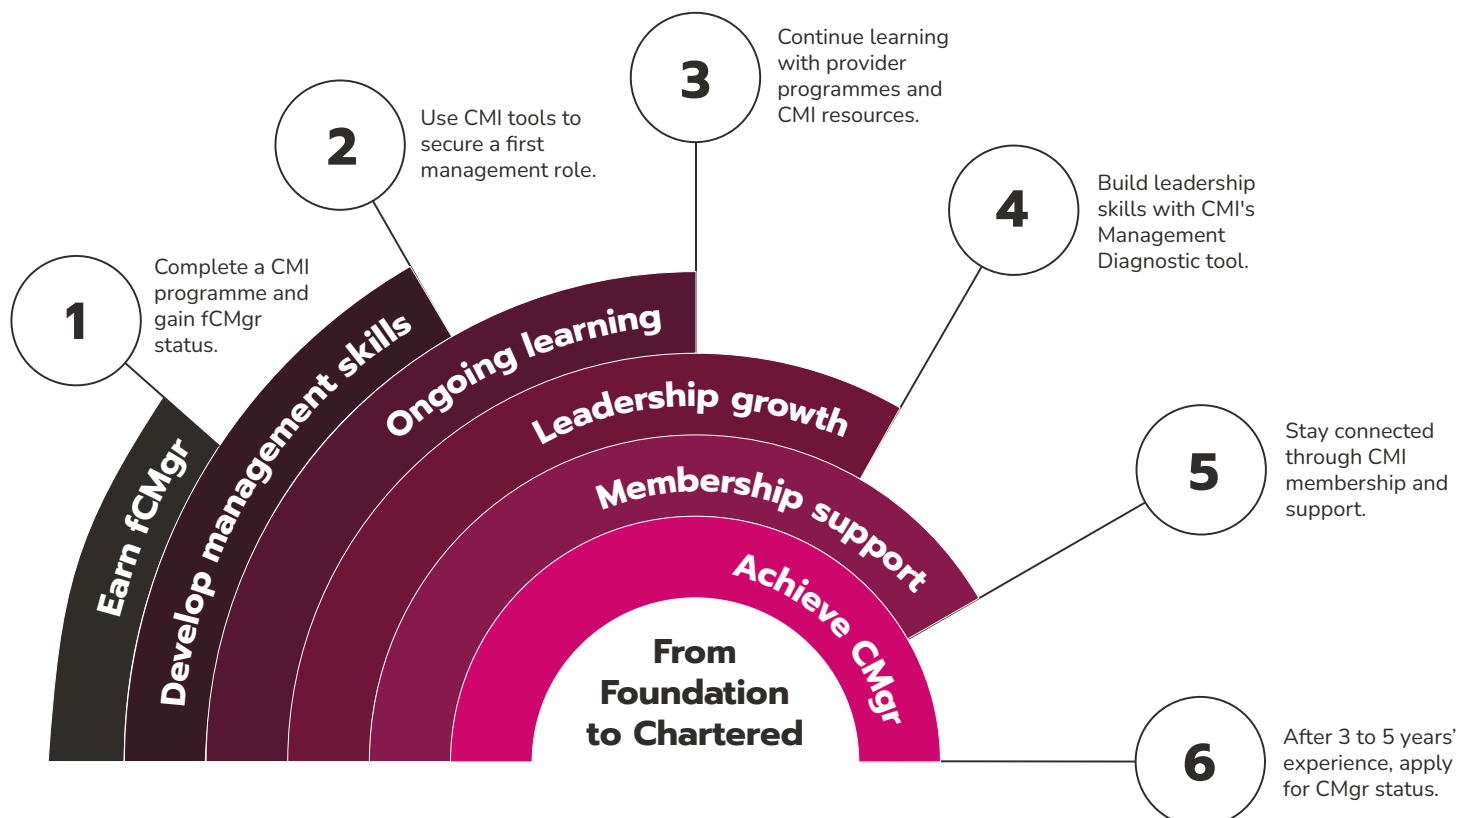 1
Complete a CMI
programme and
gain fCMgr
status.
Earn fCMgr
2
Use CMI tools to
secure a first
management role.
Develop management skills
3
Continue learning
with provider
programmes and
CMI resources.
Ongoing learning
4
Build leadership
skills with CMI's
Management
Diagnostic tool.
Leadership growth
5
Stay connected
through CMI
membership and
support.
Membership support
6
After 3 to 5 years’
experience, apply
for CMgr status.
Achieve CMgr
From
Foundation
to Chartered